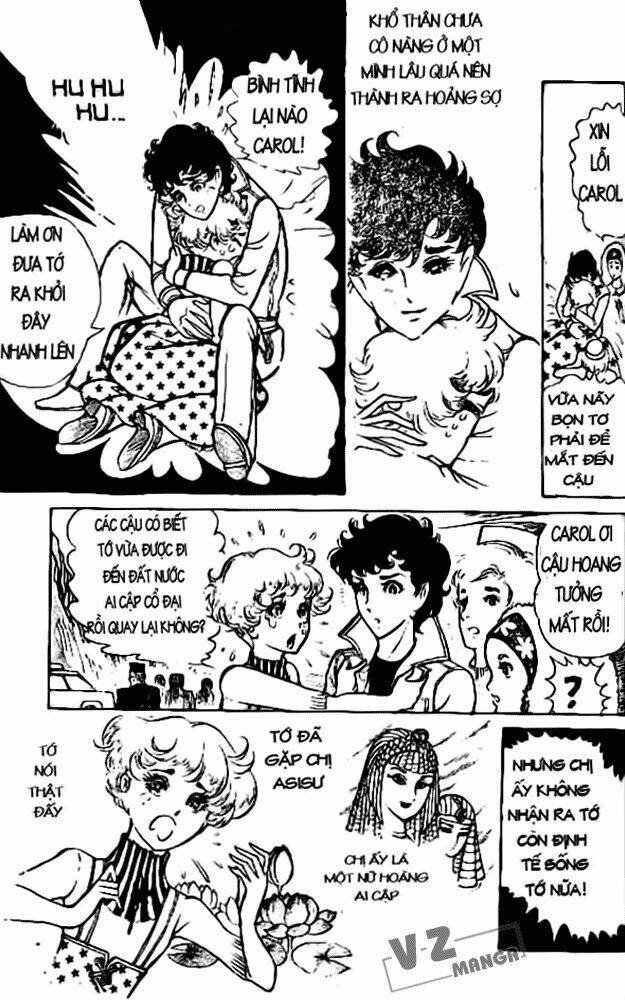 HU HU
HU...
BÌNH TĨNH
LẠI NÀO
CAROL!
LÀM ƠN
ĐƯA TỚ
RA KHỎI
ĐÂY
NHANH LÊN
KHỔ THÂN CHƯA
CÔ NÀNG Ở MỘT
MÌNH LÂU QUÁ NÊN
THÀNH RA HOẢNG SỢ
XIN
LỖI
CAROL
VỪA NÃY
BỌN TƠ
PHẢI ĐỂ
MẮT ĐẾN
CẬU
CÁC CẬU CÓ BIẾT
TỚ VỪA ĐƯỢC ĐI
ĐẾN ĐẤT NƯỚC
AI CẬP CỔ ĐẠI
RỒI QUAY LẠI KHÔNG?
CAROL ƠI
CẬU HOANG
TƯỞNG
MẤT RỒI!
?
TỚ
NÓI
THẬT
ĐẤY
TỚ ĐÃ
GẶP CHỊ
ASISƯ
CHỊ ẤY LÀ
MỘT NỮ HOÀNG
AI CẬP
NHƯNG CHỊ
ẤY KHÔNG
NHẬN RA TỚ
CÒN ĐỊNH
TẾ SỐNG
TỚ NỮA!
V-Z
MANGA